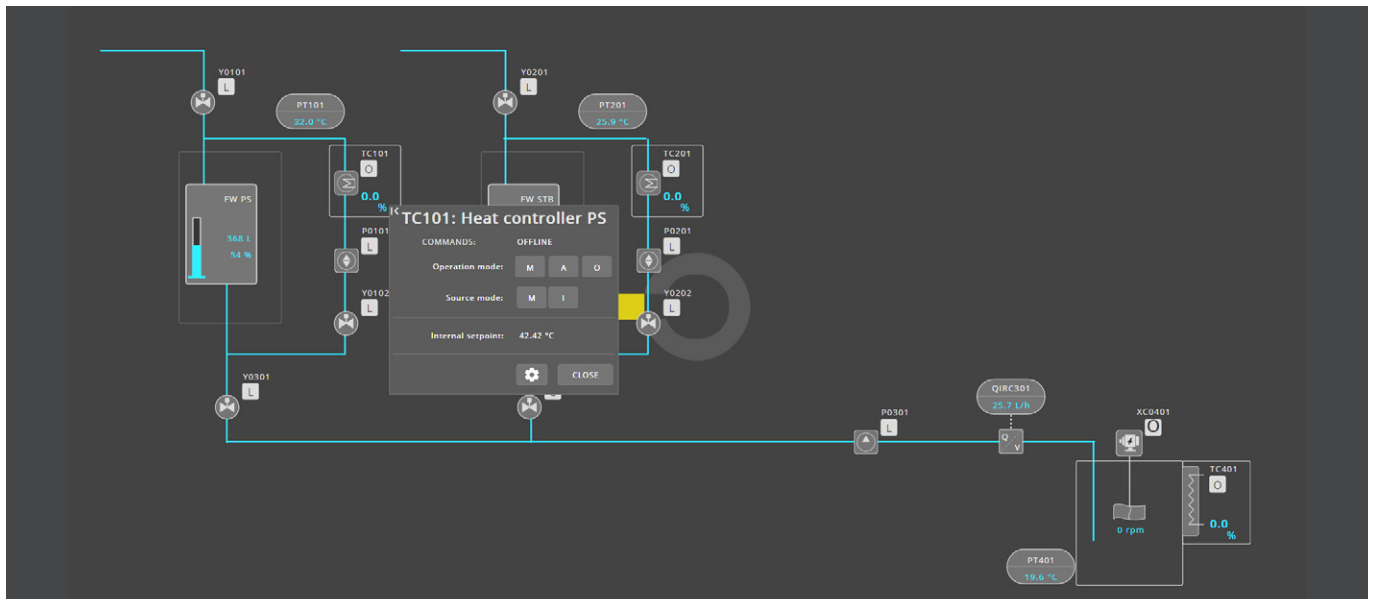 Y0101
L
Y0201
L
PT101
32.0 °C
PT201
25.9 °C
TC101
O
0.0
%
TC201
O
0.0
%
FW PS
368 L
54 %
FW STB
P0101
L
P0201
L
Y0102
L
Y0202
L
TC101: Heat controller PS
COMMANDS: OFFLINE
Operation mode: M A O
Source mode: M I
Internal setpoint: 42.42 °C
CLOSE
Y0301
L
QIRC301
25.7 L/h
P0301
L
Q
V
XC0401
O
TC401
O
0.0
%
0 rpm
PT401
19.6 °C